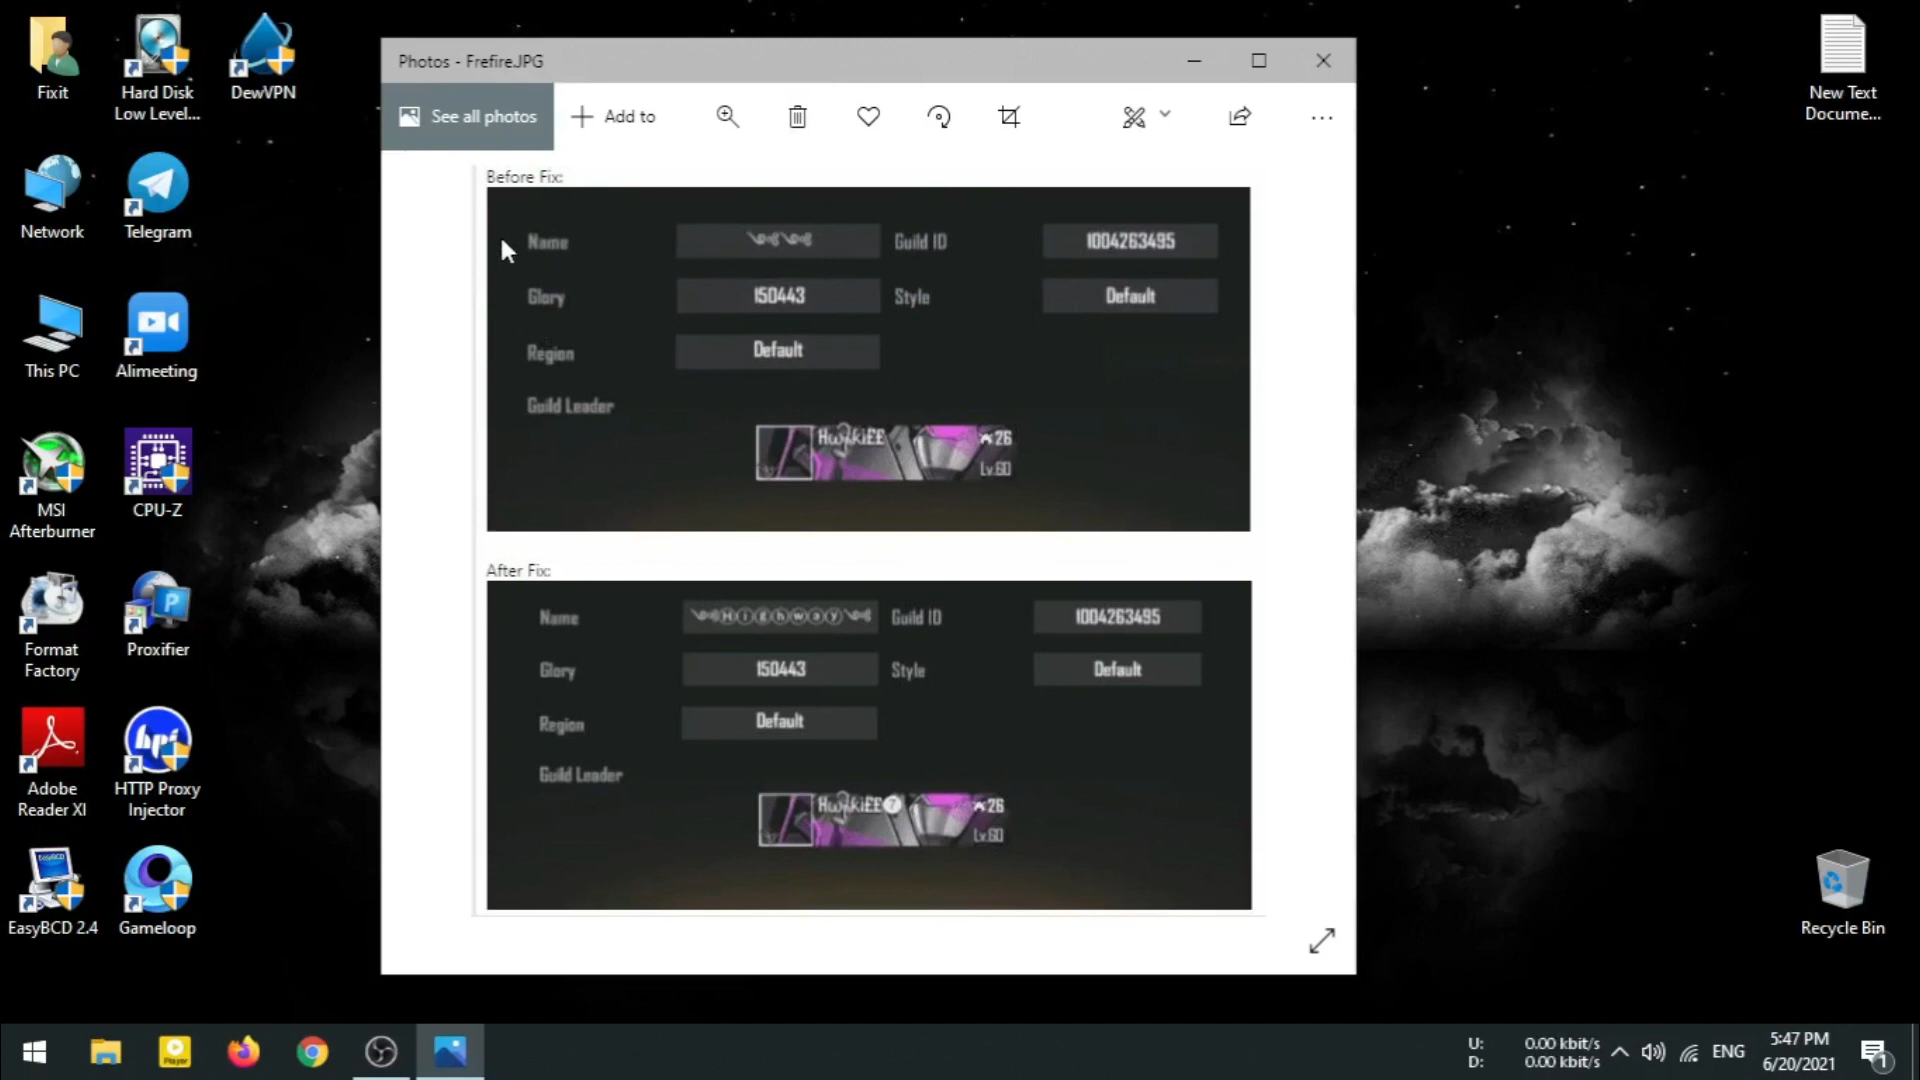 Fixit
Hard Disk
Low Level...
DewVPN
Network
Telegram
This PC
Alimeeting
MSI
Afterburner
CPU-Z
Format
Factory
Proxifier
Adobe
Reader XI
HTTP Proxy
Injector
EasyBCD 2.4
Gameloop
Photos - Frefire.JPG
See all photos
Add to
Before Fix:
Name
Guild ID
1004263495
Glory
150443
Style
Default
Region
Default
Guild Leader
26
Lv.60
After Fix:
Name
Ⓗⓘⓖⓗⓦⓐⓨ
Guild ID
1004263495
Glory
150443
Style
Default
Region
Default
Guild Leader
26
Lv.60
New Text
Docume...
Recycle Bin
Player
U: 0.00 kbit/s
D: 0.00 kbit/s
ENG
5:47 PM
6/20/2021
1